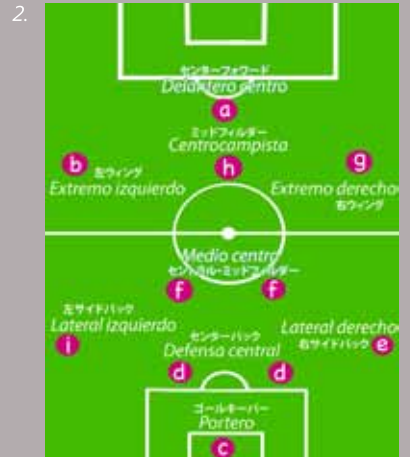 2.
センターフォワード
Delantero centro
a
ミッドフィルダー
Centrocampista
b
h
g
左ウィング
Extremo izquierdo
Extremo derecho
右ウィング
Medio centro
セントラル・ミッドフィルダー
f
f
左サイドバック
Lateral izquierdo
Lateral derecho
右サイドバック
i
e
センターバック
Defensa central
d
d
ゴールキーパー
Portero
c